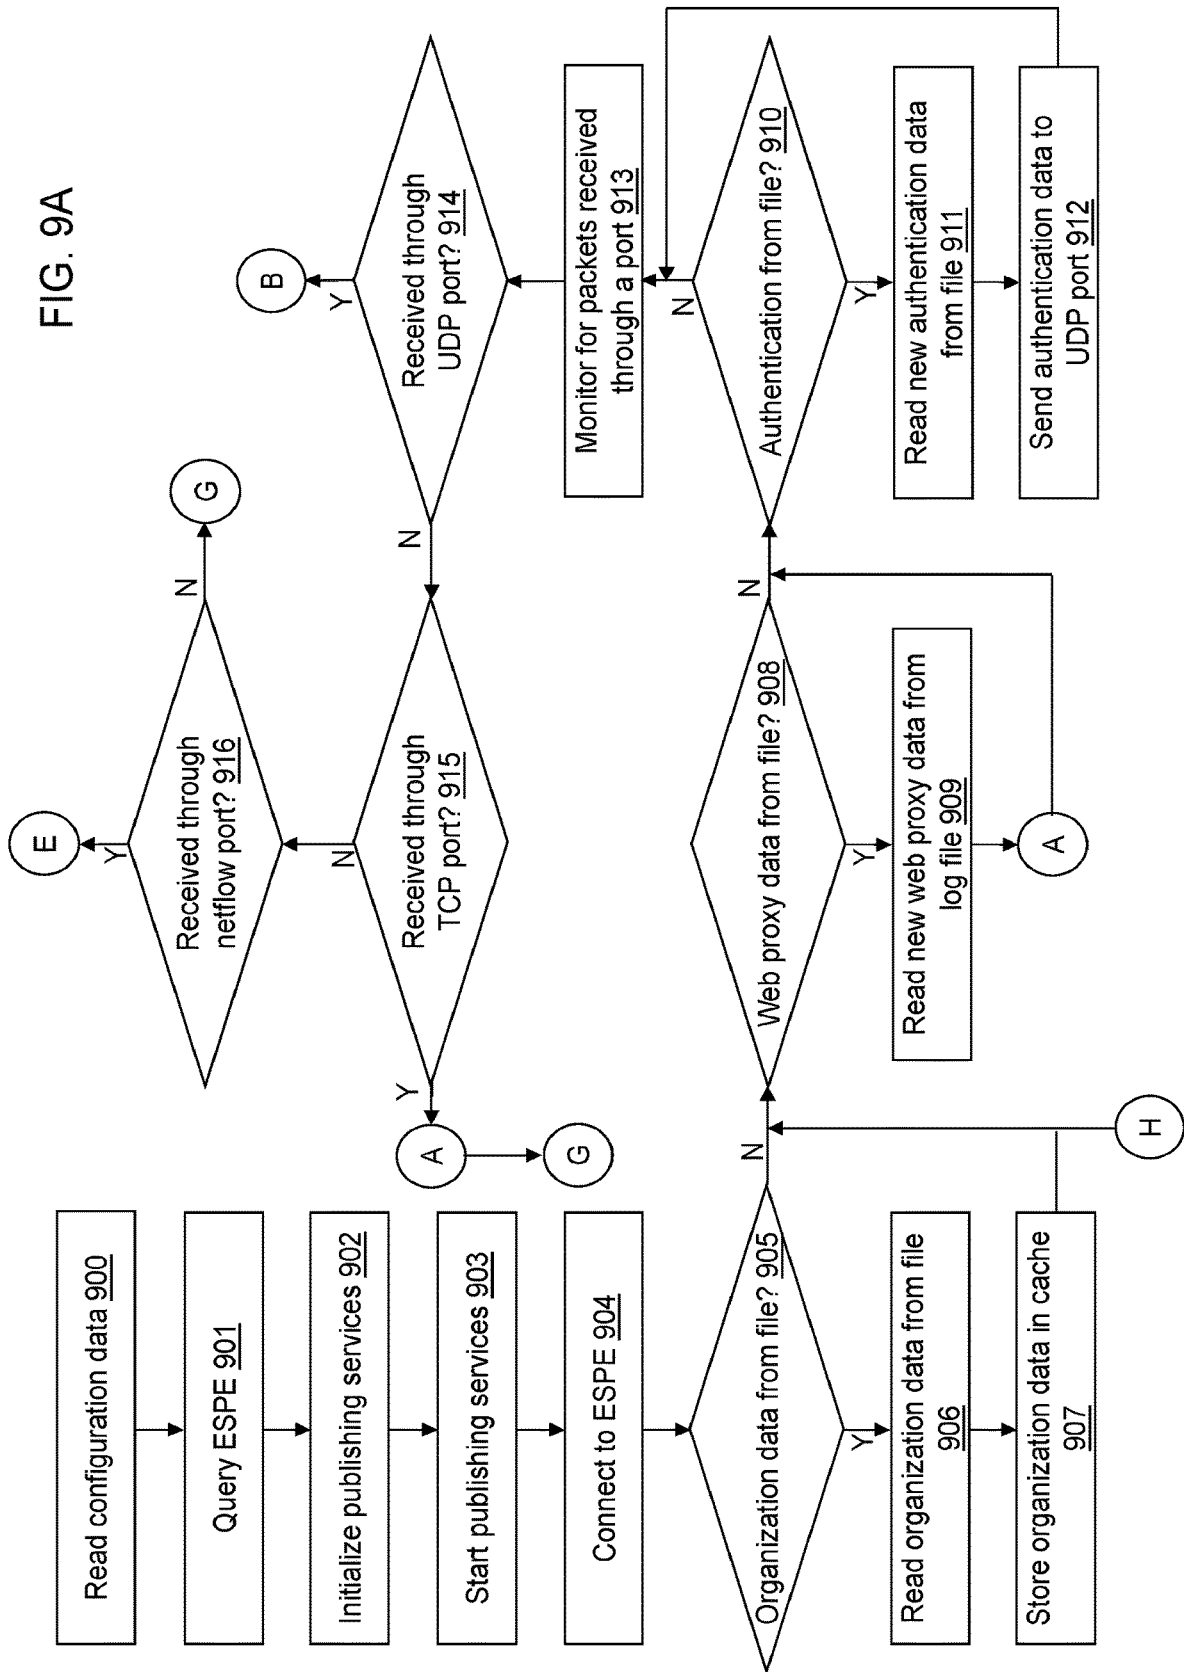 FIG. 9A
Read configuration data 900
Query ESPE 901
Initialize publishing services 902
Start publishing services 903
Connect to ESPE 904
Organization data from file? 905
N
Y
Read organization data from file
906
Store organization data in cache
907
H
Web proxy data from file? 908
N
Y
Read new web proxy data from
log file 909
A
Authentication from file? 910
N
Y
Read new authentication data
from file 911
Send authentication data to
UDP port 912
Monitor for packets received
through a port 913
Received through
UDP port? 914
Y
B
N
Received through
TCP port? 915
Y
A
G
N
Received through
netflow port? 916
Y
E
N
G